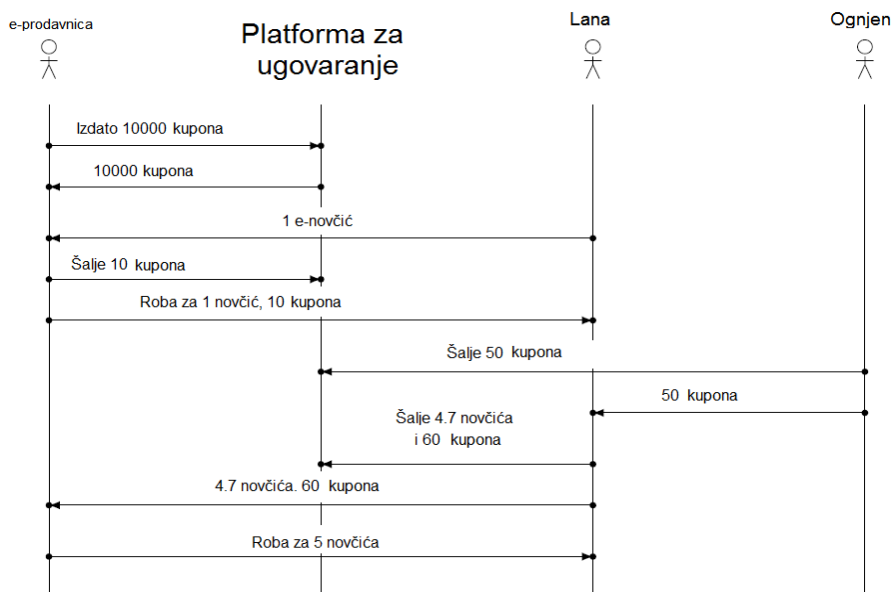 e-prodavnica
Platforma za
ugovaranje
Lana
Ognjen
Izdato 10000 kupona
10000 kupona
1 e-novčić
Šalje 10 kupona
Roba za 1 novčić, 10 kupona
Šalje 50 kupona
50 kupona
Šalje 4.7 novčića
i 60 kupona
4.7 novčića. 60 kupona
Roba za 5 novčića